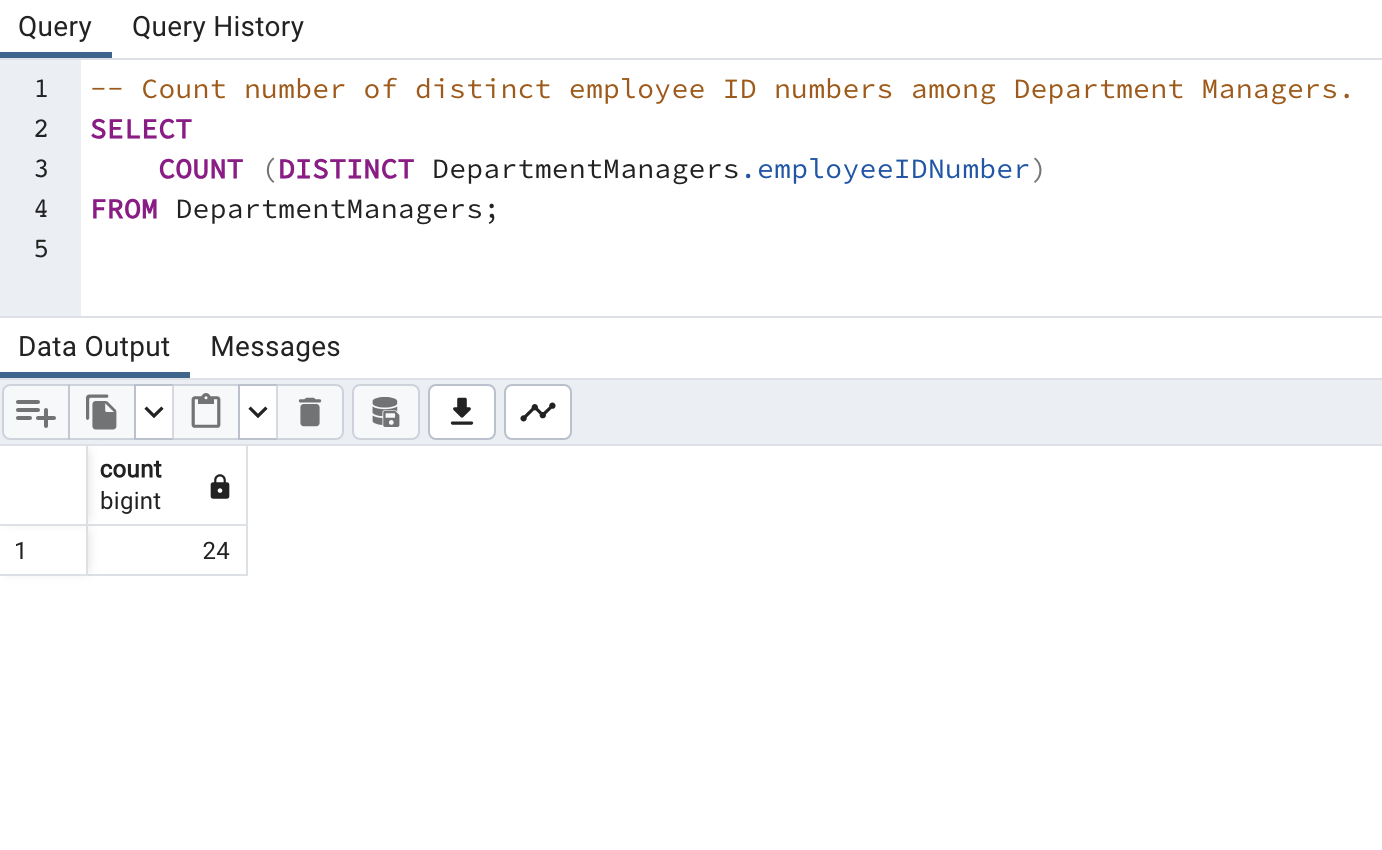 Query Query History
1 -- Count number of distinct employee ID numbers among Department Managers.
2 SELECT
3 COUNT (DISTINCT DepartmentManagers.employeeIDNumber)
4 FROM DepartmentManagers;
5
Data Output Messages
count
bigint
1 24